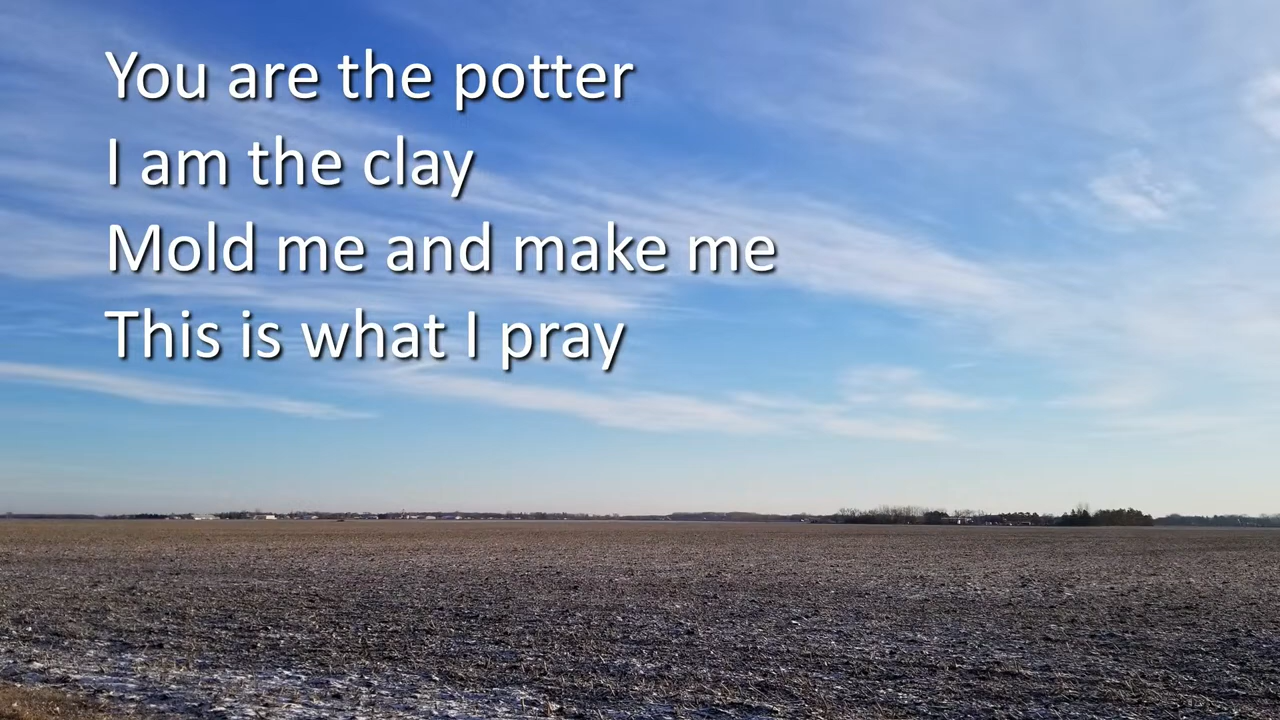 You are the potter
I am the clay
Mold me and make me
This is what I pray